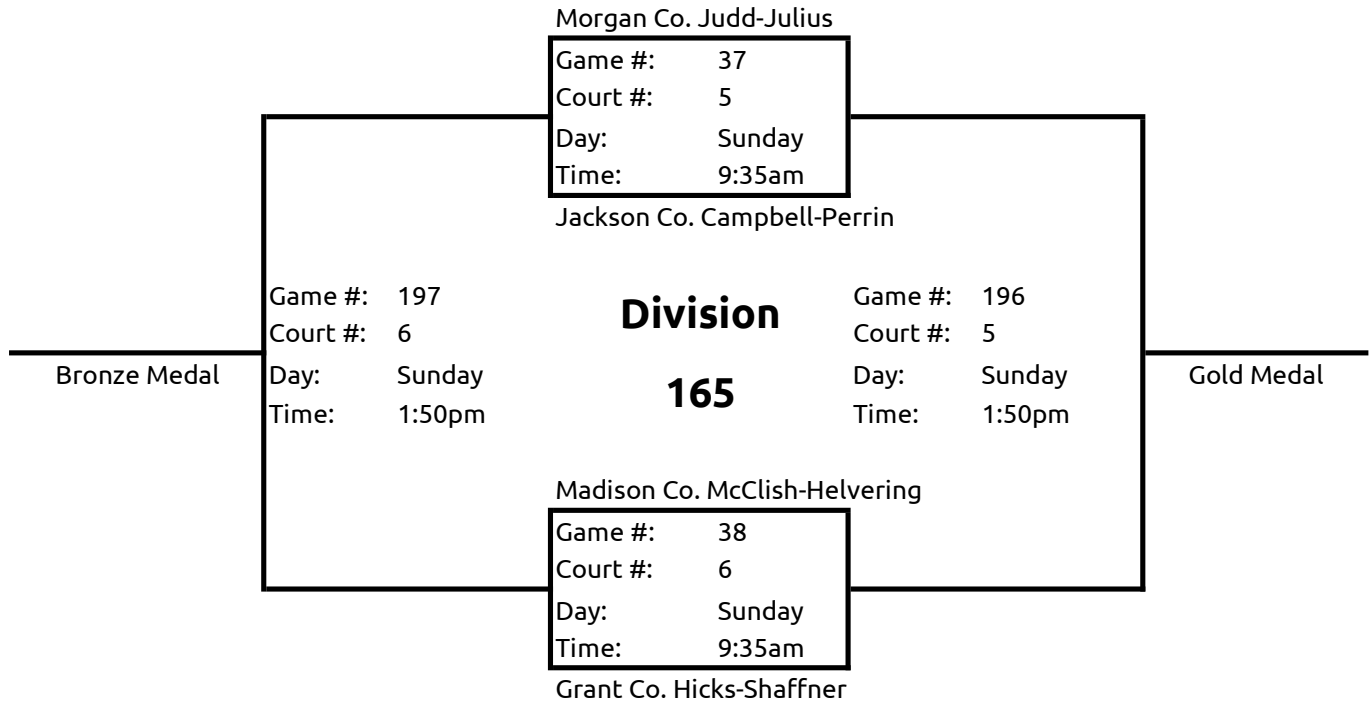 Morgan Co. Judd-Julius
Game #: 37
Court #: 5
Day: Sunday
Time: 9:35am
Jackson Co. Campbell-Perrin
Game #: 197
Court #: 6
Bronze Medal
Day: Sunday
Time: 1:50pm
Division
165
Game #: 196
Court #: 5
Day: Sunday
Time: 1:50pm
Gold Medal
Madison Co. McClish-Helvering
Game #: 38
Court #: 6
Day: Sunday
Time: 9:35am
Grant Co. Hicks-Shaffner